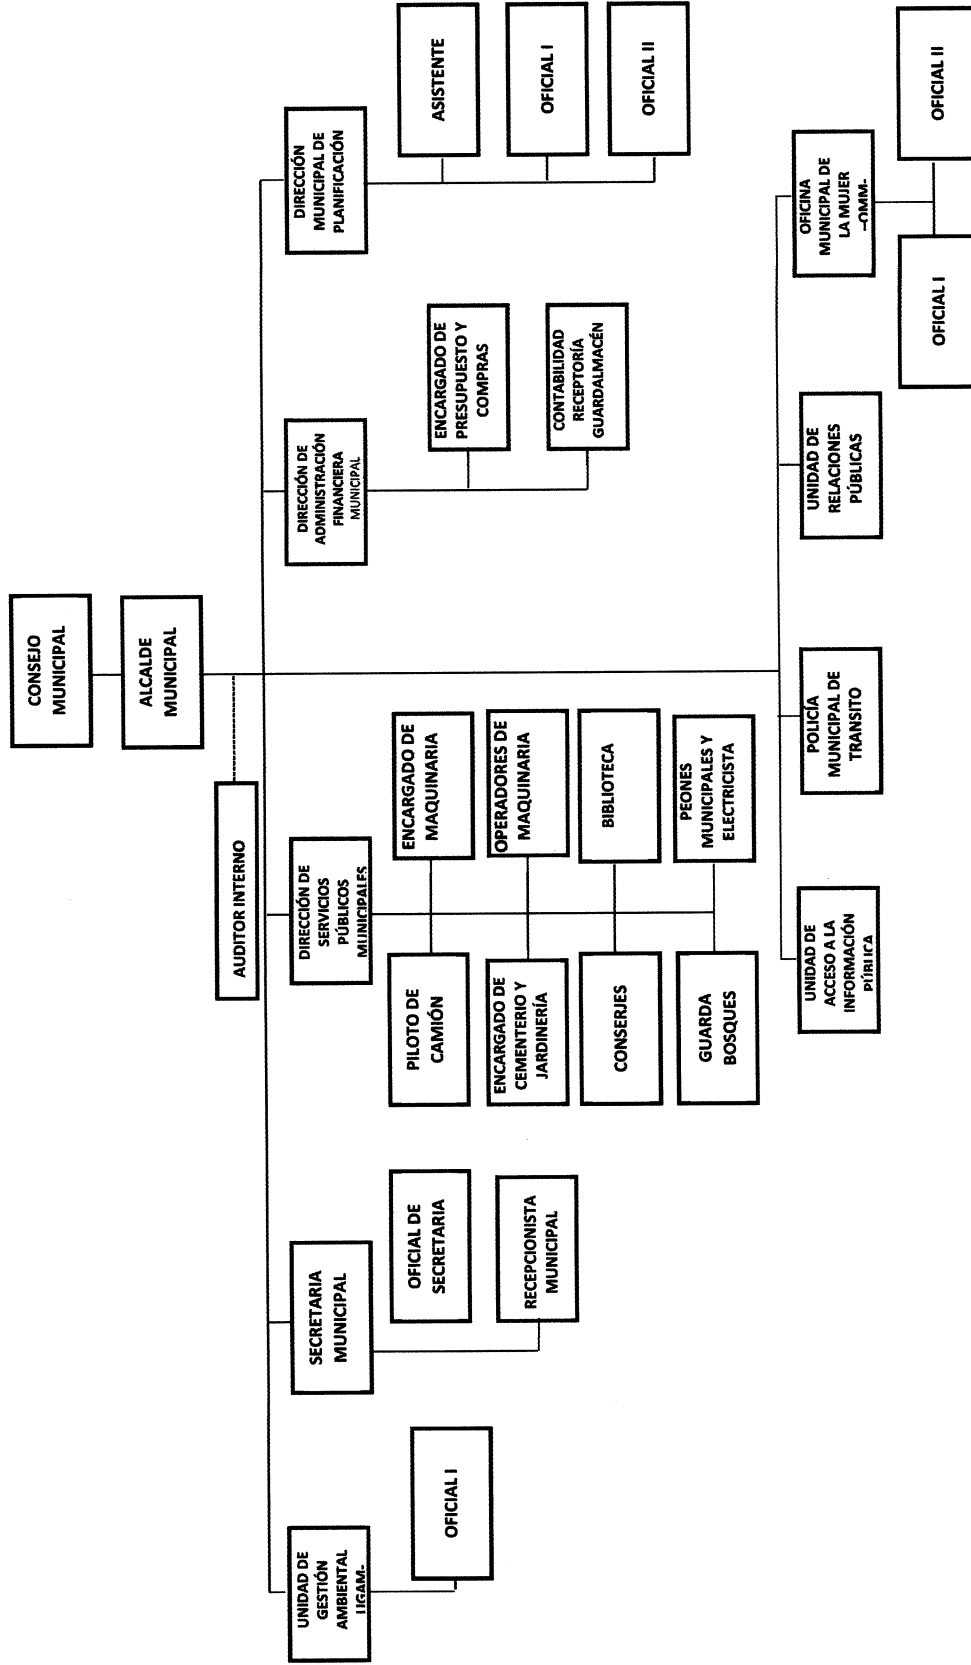 CONSEJO
MUNICIPAL
ALCALDE
MUNICIPAL
AUDITOR INTERNO
UNIDAD DE
GESTIÓN
AMBIENTAL
UGAM-
OFICIAL I
SECRETARIA
MUNICIPAL
OFICIAL DE
SECRETARIA
RECEPCIONISTA
MUNICIPAL
DIRECCIÓN DE
SERVICIOS
PÚBLICOS
MUNICIPALES
PILOTO DE
CAMIÓN
ENCARGADO DE
MAQUINARIA
ENCARGADO DE
CEMENTERIO Y
JARDINERÍA
OPERADORES DE
MAQUINARIA
CONSERJES
BIBLIOTECA
GUARDA
BOSQUES
PEONES
MUNICIPALES Y
ELECTRICISTA
DIRECCIÓN DE
ADMINISTRACIÓN
FINANCIERA
MUNICIPAL
ENCARGADO DE
PRESUPUESTO Y
COMPRAS
CONTABILIDAD
RECEPTORÍA
GUARDALMACÉN
DIRECCIÓN
MUNICIPAL DE
PLANIFICACIÓN
ASISTENTE
OFICIAL I
OFICIAL II
UNIDAD DE
ACCESO A LA
INFORMACIÓN
PÚBLICA
POLICÍA
MUNICIPAL DE
TRANSITO
UNIDAD DE
RELACIONES
PÚBLICAS
OFICINA
MUNICIPAL DE
LA MUJER
–OMM-
OFICIAL I
OFICIAL II